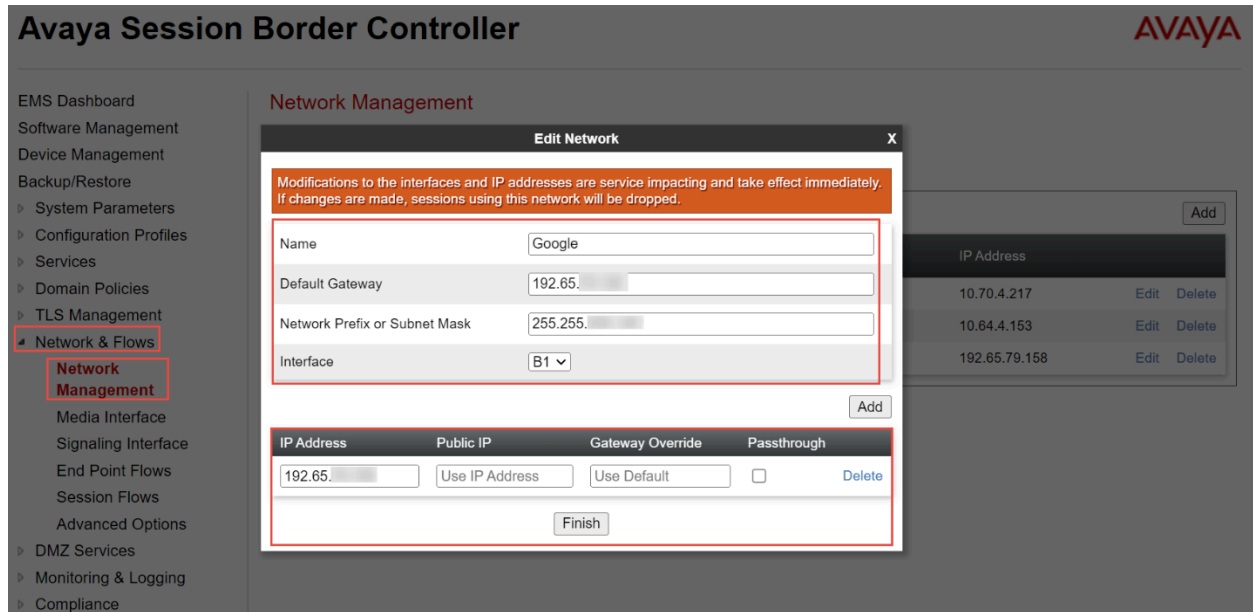 Avaya Session Border Controller
AVAYA
EMS Dashboard
Software Management
Device Management
Backup/Restore
System Parameters
Configuration Profiles
Services
Domain Policies
TLS Management
Network & Flows
Network
Management
Media Interface
Signaling Interface
End Point Flows
Session Flows
Advanced Options
DMZ Services
Monitoring & Logging
Compliance
Network Management
Edit Network X
Modifications to the interfaces and IP addresses are service impacting and take effect immediately.
If changes are made, sessions using this network will be dropped.
Name Google
Default Gateway 192.65.
Network Prefix or Subnet Mask 255.255.
Interface B1
Add
IP Address Public IP Gateway Override Passthrough
192.65. Use IP Address Use Default Delete
Finish
Add
IP Address
10.70.4.217 Edit Delete
10.64.4.153 Edit Delete
192.65.79.158 Edit Delete